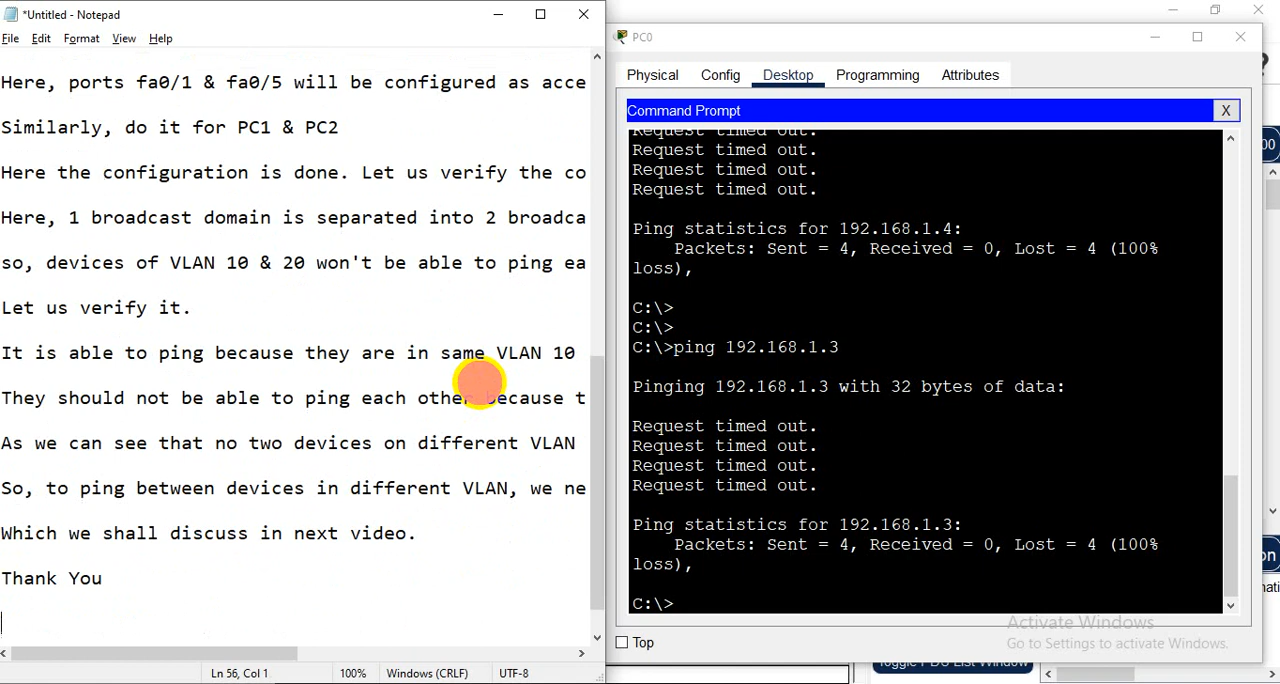 *Untitled - Notepad
File Edit Format View Help
Here, ports fa0/1 & fa0/5 will be configured as acce
Similarly, do it for PC1 & PC2
Here the configuration is done. Let us verify the co
Here, 1 broadcast domain is separated into 2 broadca
so, devices of VLAN 10 & 20 won't be able to ping ea
Let us verify it.
It is able to ping because they are in same VLAN 10
They should not be able to ping each other because t
As we can see that no two devices on different VLAN
So, to ping between devices in different VLAN, we ne
Which we shall discuss in next video.
Thank You
Ln 56, Col 1 100% Windows (CRLF) UTF-8
PC0
Physical Config Desktop Programming Attributes
Command Prompt X
Request timed out.
Request timed out.
Request timed out.
Request timed out.
Ping statistics for 192.168.1.4:
Packets: Sent = 4, Received = 0, Lost = 4 (100%
loss),
C:\>
C:\>
C:\>ping 192.168.1.3
Pinging 192.168.1.3 with 32 bytes of data:
Request timed out.
Request timed out.
Request timed out.
Request timed out.
Ping statistics for 192.168.1.3:
Packets: Sent = 4, Received = 0, Lost = 4 (100%
loss),
C:\>
Top
Activate Windows
Go to Settings to activate Windows.
Toggle PDU List Window